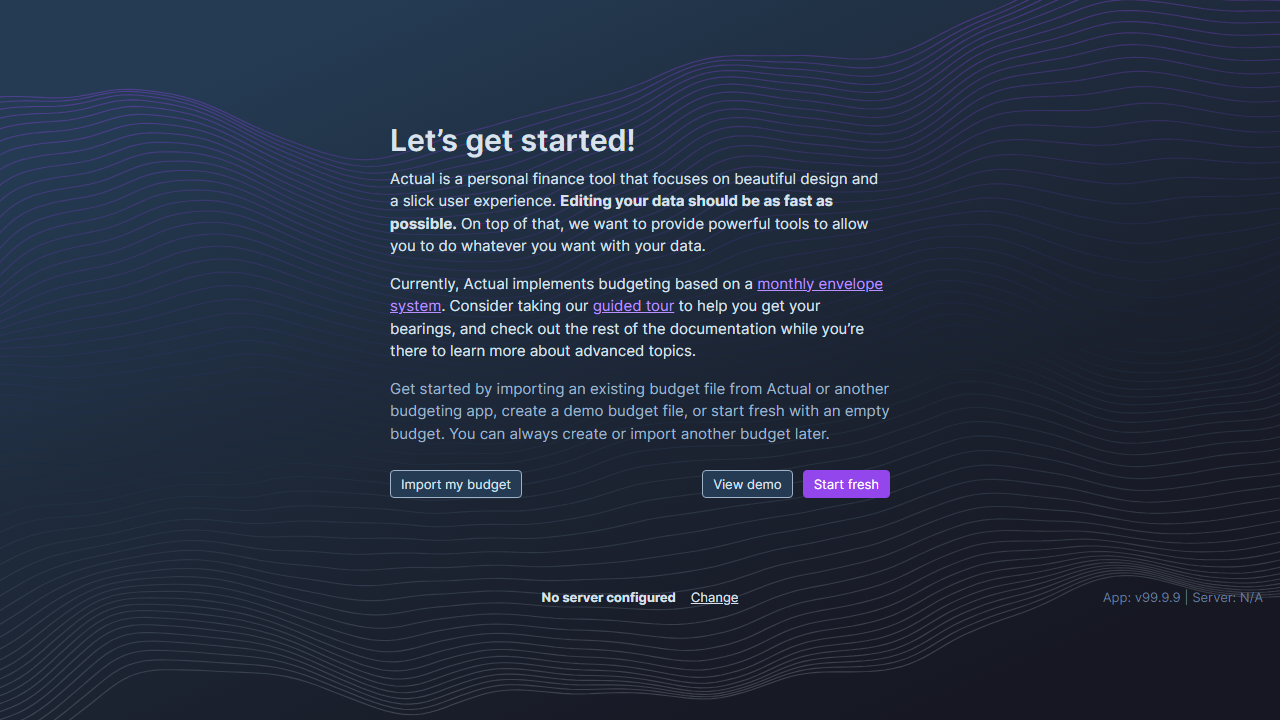 Let’s get started!
Actual is a personal finance tool that focuses on beautiful design and
a slick user experience. Editing your data should be as fast as
possible. On top of that, we want to provide powerful tools to allow
you to do whatever you want with your data.
Currently, Actual implements budgeting based on a monthly envelope
system. Consider taking our guided tour to help you get your
bearings, and check out the rest of the documentation while you’re
there to learn more about advanced topics.
Get started by importing an existing budget file from Actual or another
budgeting app, create a demo budget file, or start fresh with an empty
budget. You can always create or import another budget later.
Import my budget View demo Start fresh
No server configured Change App: v99.9.9 | Server: N/A